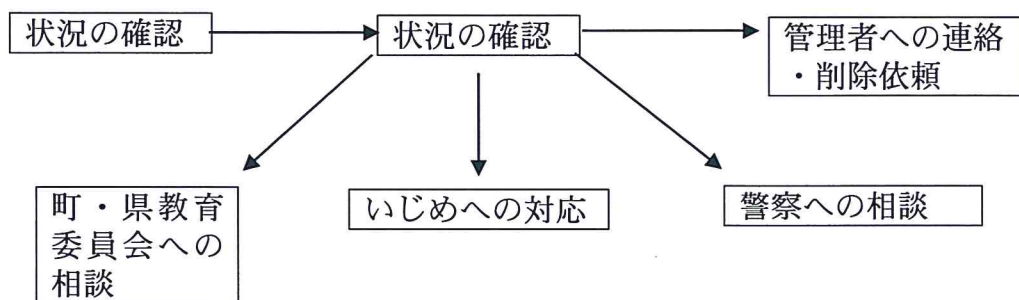 状況の確認
状況の確認
管理者への連絡
・削除依頼
町・県教育
委員会への
相談
いじめへの対応
警察への相談